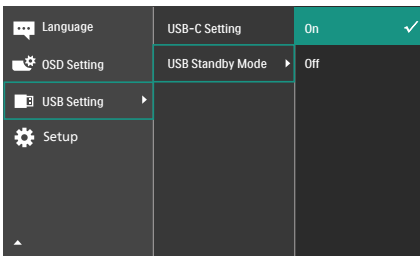 Language
OSD Setting
USB Setting
Setup
USB-C Setting
USB Standby Mode
On
Off